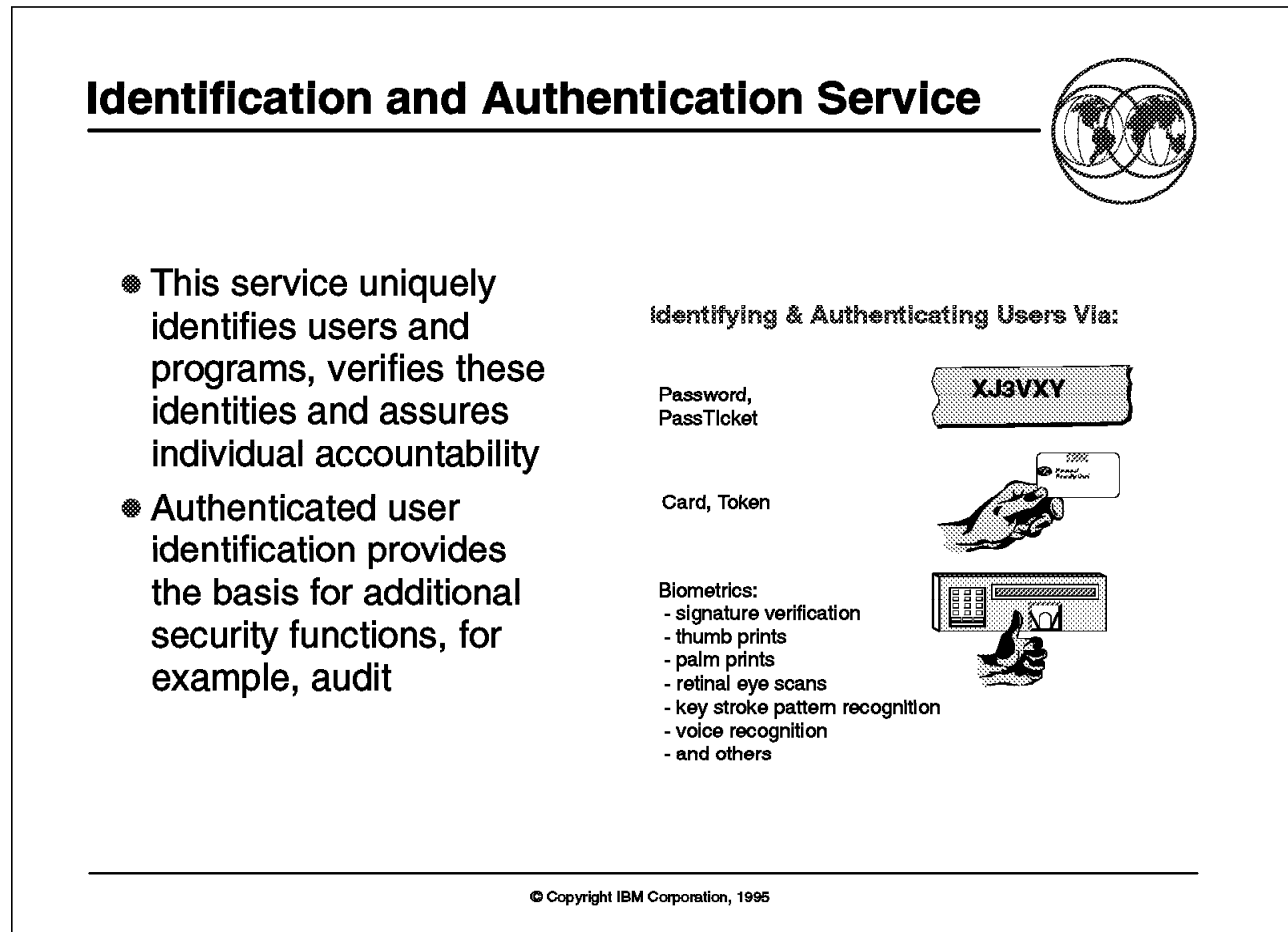 Identification and Authentication Service
This service uniquely
identifies users and
programs, verifies these
identities and assures
individual accountability
Authenticated user
identification provides
the basis for additional
security functions, for
example, audit
Identifying & Authenticating Users Via:
Password,
PassTicket
XJ3VXY
Card, Token
Biometrics:
- signature verification
- thumb prints
- palm prints
- retinal eye scans
- key stroke pattern recognition
- voice recognition
- and others
© Copyright IBM Corporation, 1995